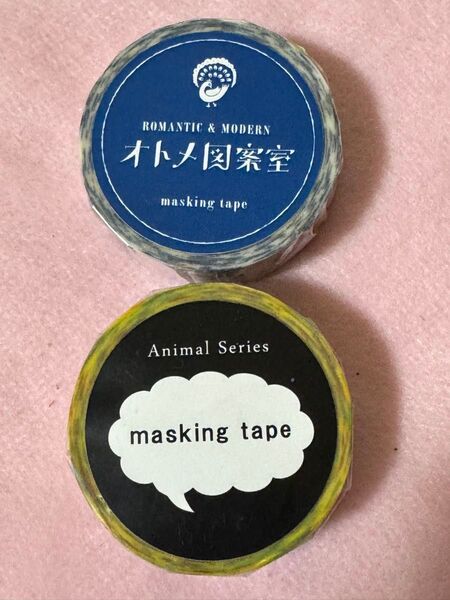 ROMANTIC & MODERN
オトメ図案室
masking tape
Animal Series
masking tape